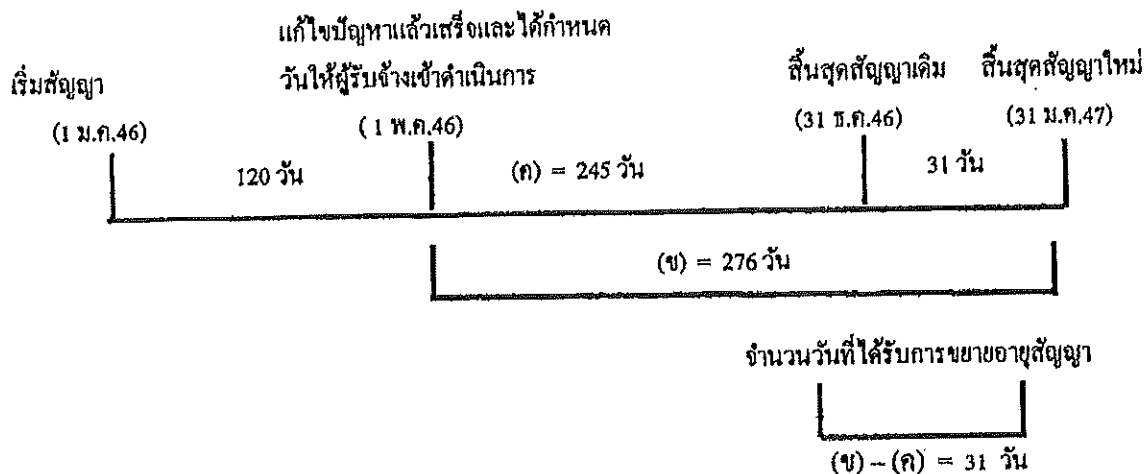 แก้ไขปัญหาแล้วเสร็จและได้กำหนด
เริ่มสัญญา วันให้ผู้รับจ้างเข้าดำเนินการ สิ้นสุดสัญญาเดิม สิ้นสุดสัญญาใหม่
(1 ม.ค.46) ( 1 พ.ค.46) (31 ธ.ค.46) (31 ม.ค.47)
120 วัน (ค) = 245 วัน 31 วัน
(ข) = 276 วัน
จำนวนวันที่ได้รับการขยายอายุสัญญา
(ข) – (ค) = 31 วัน